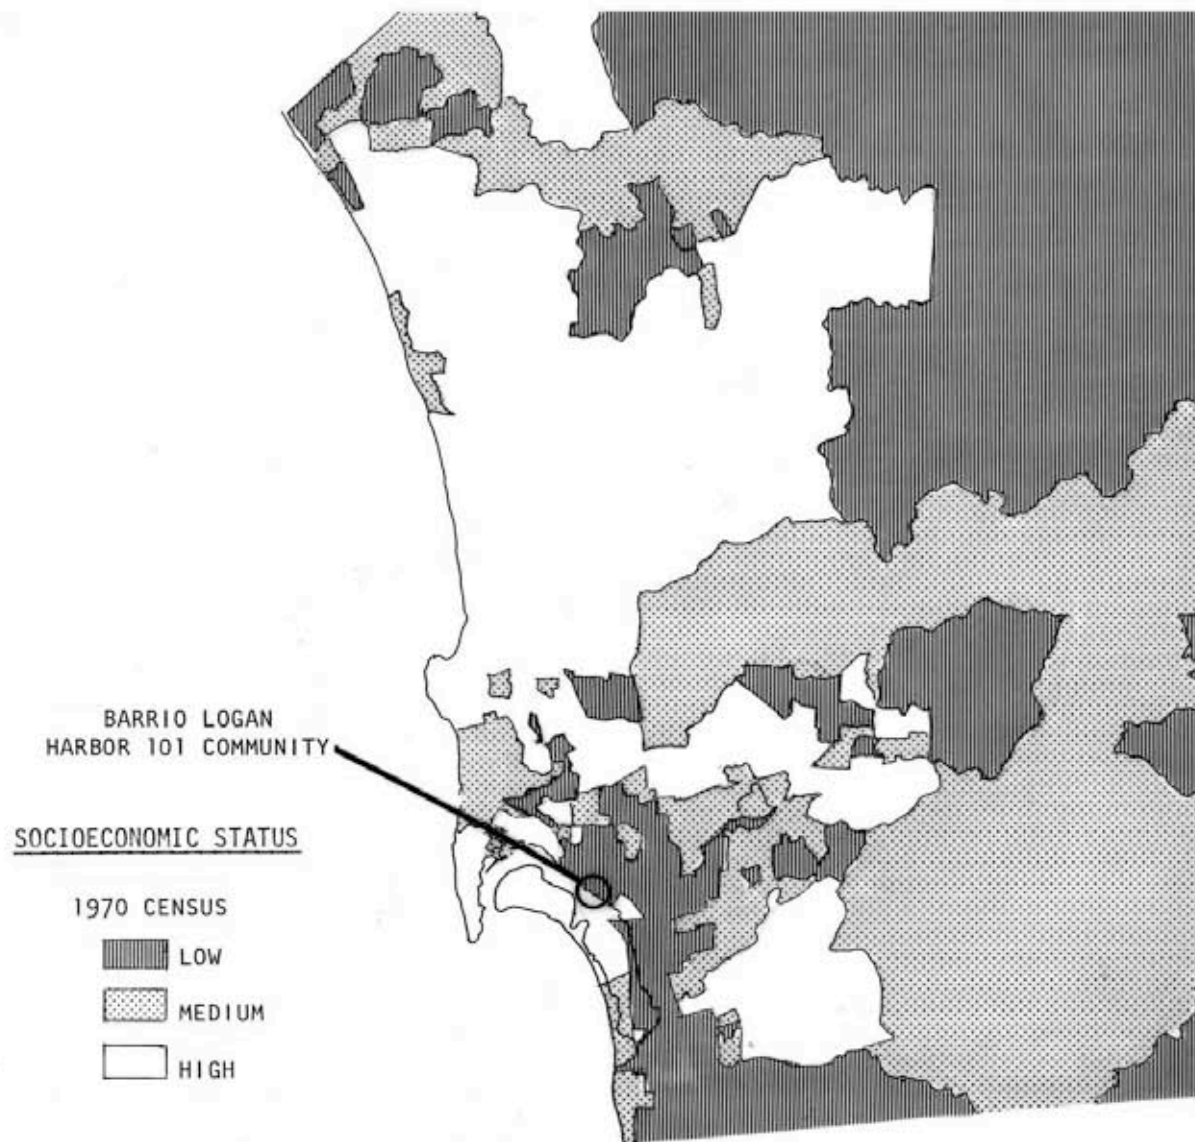 BARRIO LOGAN
HARBOR 101 COMMUNITY
SOCIOECONOMIC STATUS
1970 CENSUS
LOW
MEDIUM
HIGH